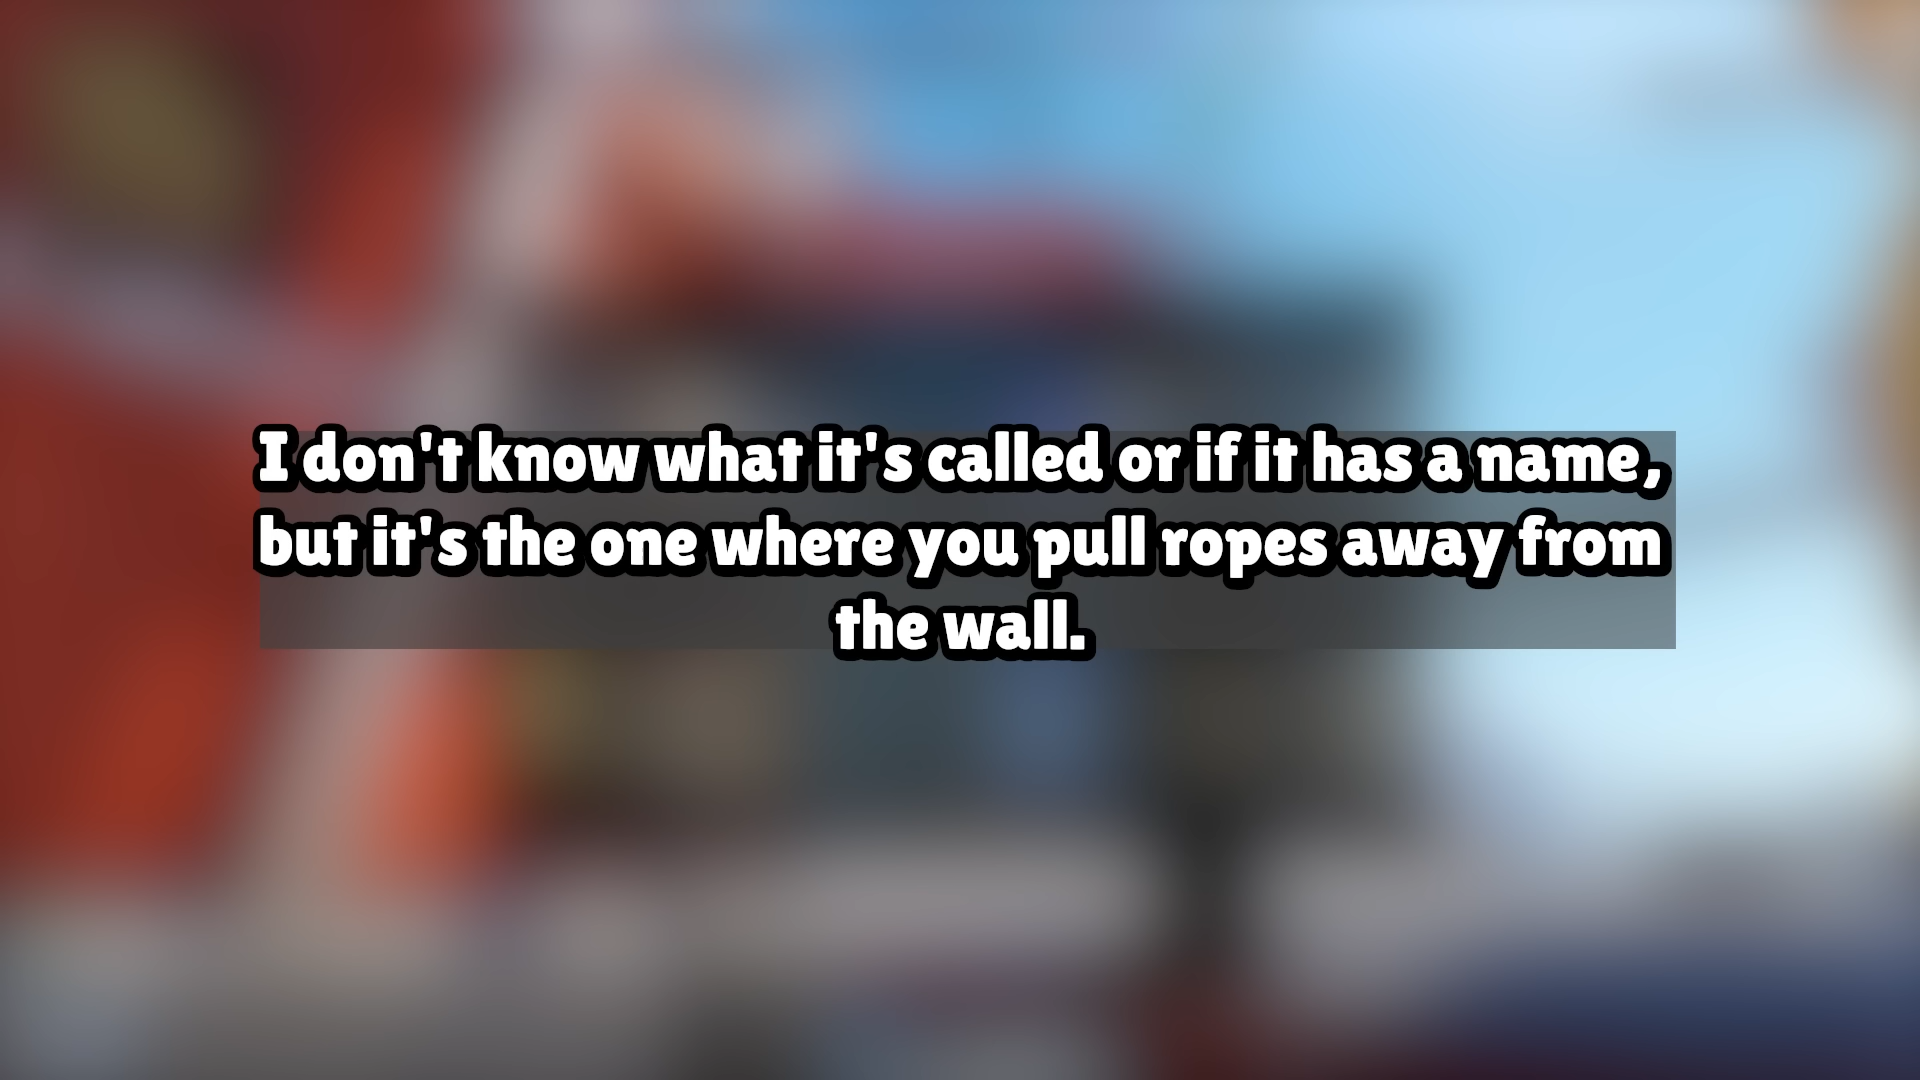 I don't know what it's called or if it has a name,
but it's the one where you pull ropes away from
the wall.